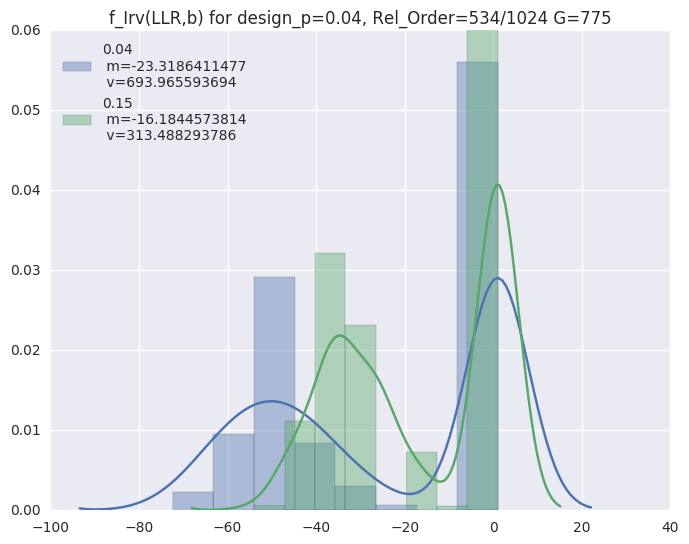 f_Irv(LLR,b) for design_p=0.04, Rel_Order=534/1024 G=775
0.04
m=-23.3186411477
v=693.965593694
0.15
m=-16.1844573814
v=313.488293786
0.06
0.05
0.04
0.03
0.02
0.01
0.00
−100 −80 −60 −40 −20 0 20 40